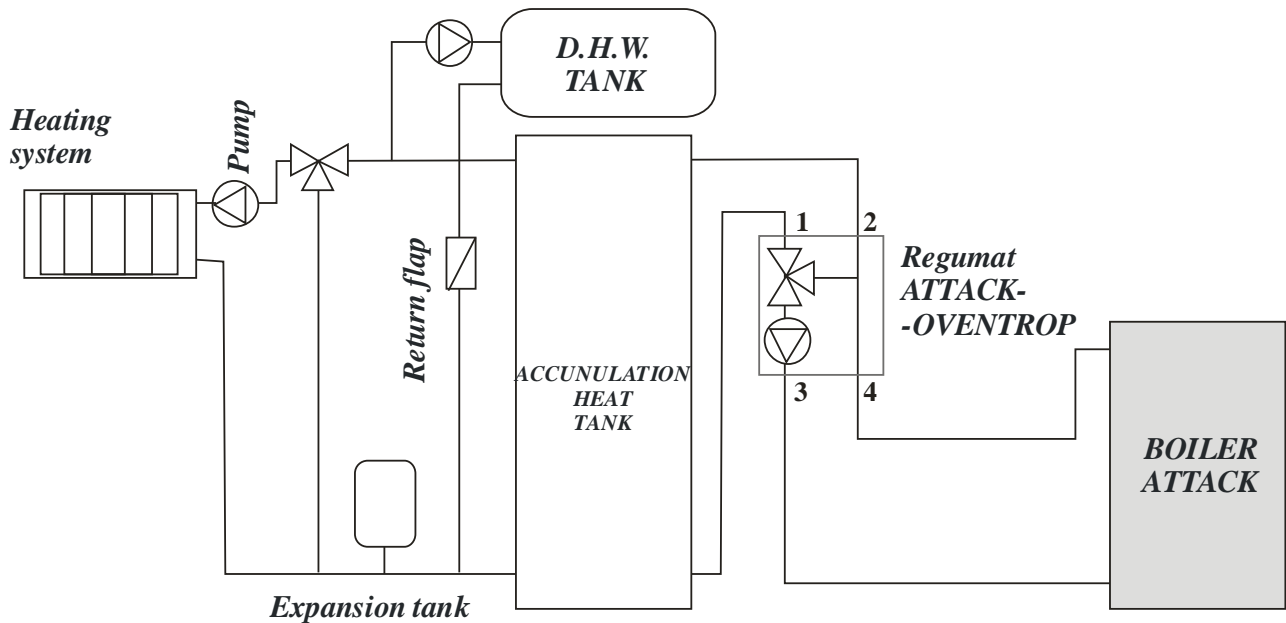 D.H.W.
TANK
Heating
system
Pump
Return flap
1 2
Regumat
ATTACK-
-OVENTROP
3 4
ACCUNULATION
HEAT
TANK
BOILER
ATTACK
Expansion tank